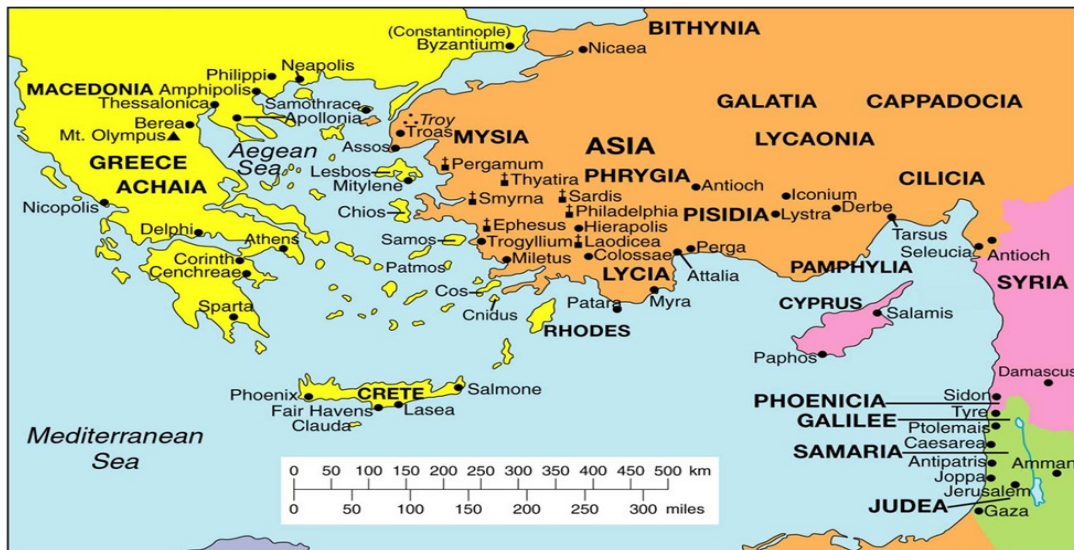 (Constantinople)
Byzantium
BITHYNIA
Nicaea
Neapolis
Philippi
MACEDONIA
Amphipolis
Thessalonica
Samothrace
Apollonia
Berea
Mt. Olympus
Troy
Troas
MYSIA
ASIA
GALATIA
CAPPADOCIA
LYCAONIA
GREECE
ACHAIA
Aegean
Sea
Assos
Lesbos
Mitylene
Pergamum
Thyatira
PHRYGIA
Antioch
Iconium
CILICIA
Nicopolis
Chios
Smyrna
Sardis
Philadelphia
PISIDIA
Lystra
Derbe
Tarsus
Delphi
Athens
Samos
Ephesus
Hierapolis
Trogyllium
Laodicea
Perga
Seleucia
Antioch
Corinth
Cenchreae
Patmos
Miletus
Colossae
Attalia
PAMPHYLIA
SYRIA
LYCIA
Sparta
Cos
Cnidus
Patara
Myra
RHODES
CYPRUS
Salamis
Paphos
Phoenix
CRETE
Salmone
Fair Havens
Lasea
Clauda
Damascus
Sidon
PHOENICIA
Tyre
GALILEE
Ptolemais
Caesarea
SAMARIA
Antipatris
Amman
Joppa
Jerusalem
JUDEA
Gaza
Mediterranean
Sea
0 50 100 150 200 250 300 350 400 450 500 km
0 50 100 150 200 250 300 miles